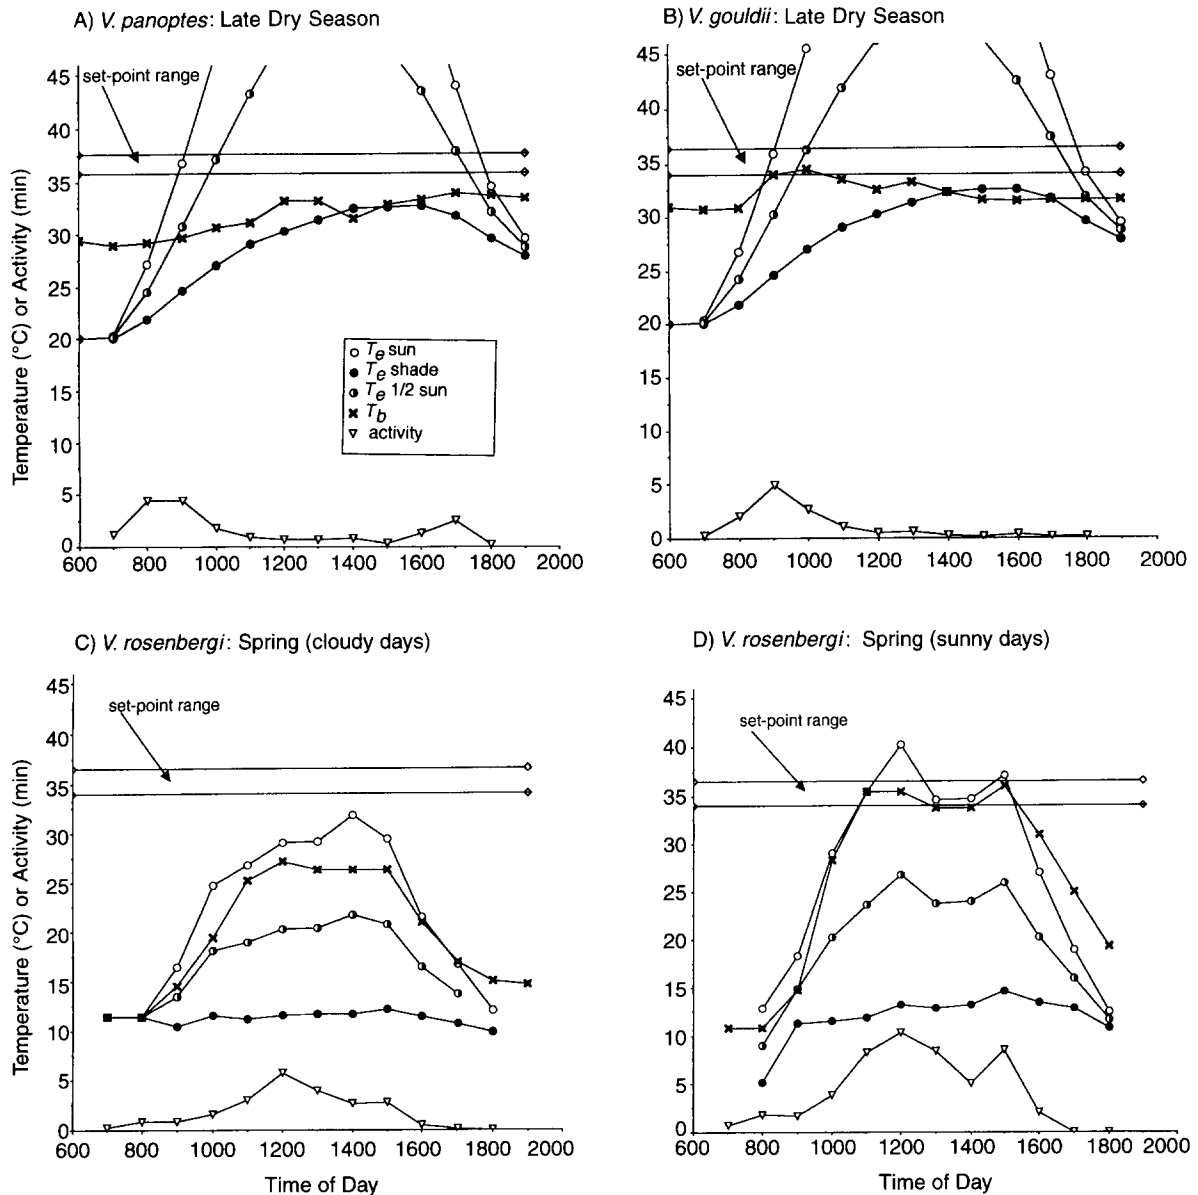 A) V. panoptes: Late Dry Season
B) V. gouldii: Late Dry Season
Temperature (°C) or Activity (min)
45
40
35
30
25
20
15
10
5
0
set-point range
Te sun
Te shade
Te 1/2 sun
Tb
activity
600 800 1000 1200 1400 1600 1800 2000
45
40
35
30
25
20
15
10
5
0
set-point range
600 800 1000 1200 1400 1600 1800 2000
C) V. rosenbergi: Spring (cloudy days)
D) V. rosenbergi: Spring (sunny days)
Temperature (°C) or Activity (min)
45
40
35
30
25
20
15
10
5
0
set-point range
600 800 1000 1200 1400 1600 1800 2000
Time of Day
45
40
35
30
25
20
15
10
5
0
set-point range
600 800 1000 1200 1400 1600 1800 2000
Time of Day